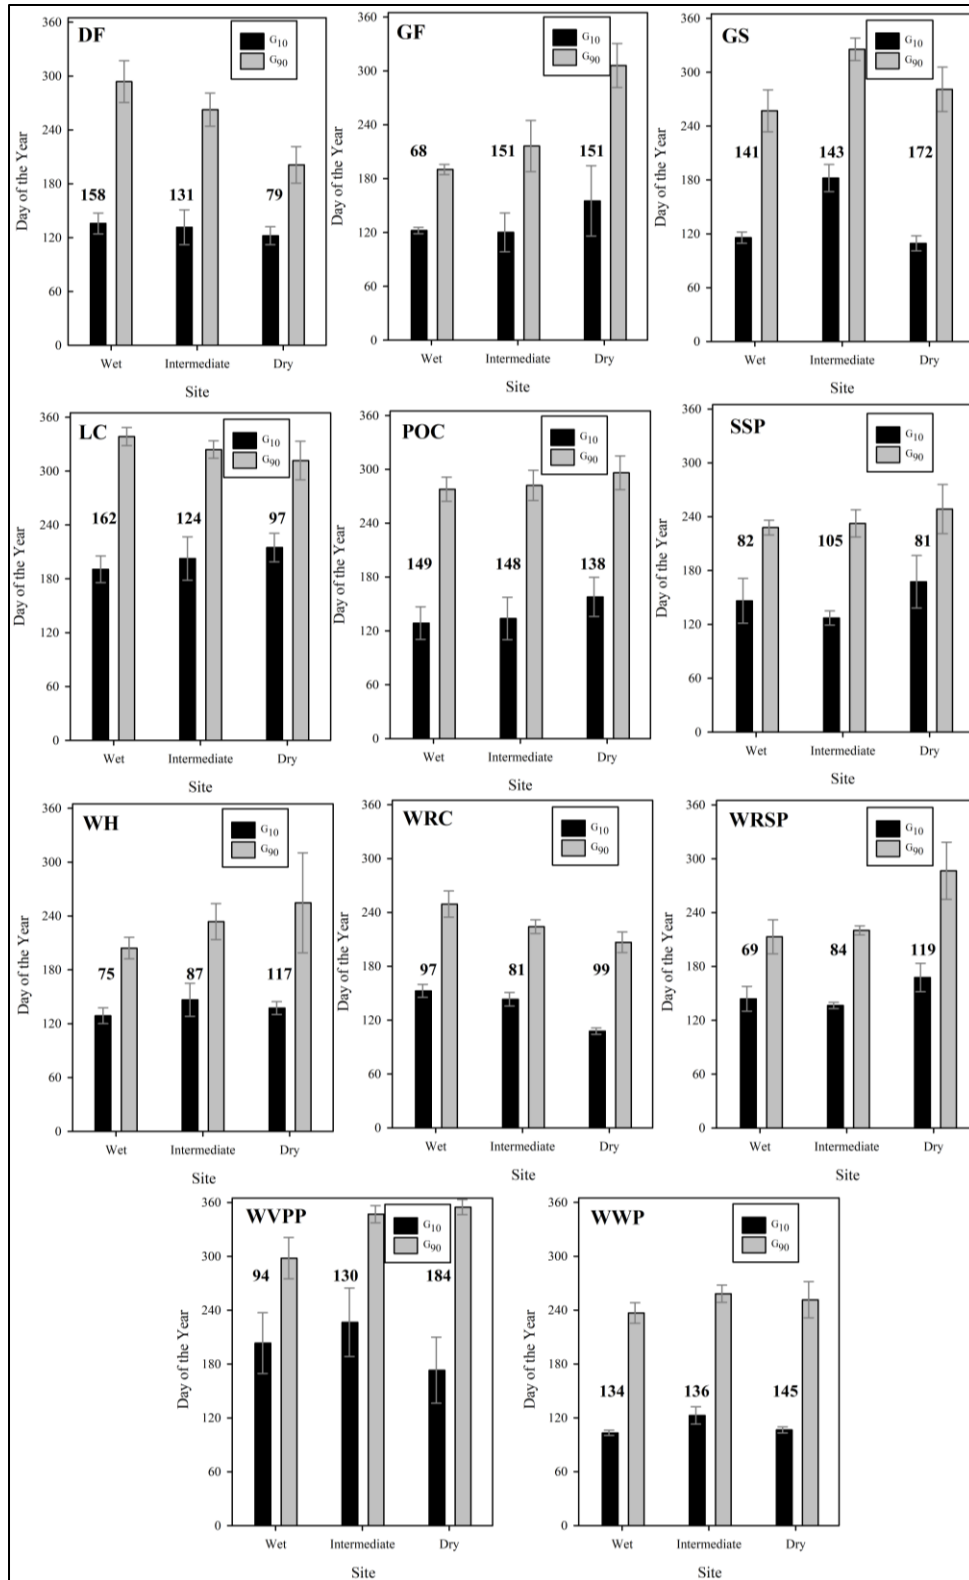 DF
G10
G90
Day of the Year
360
300
240
180
120
60
0
158
131
79
Wet
Intermediate
Dry
Site
GF
G10
G90
Day of the Year
360
300
240
180
120
60
0
68
151
151
Wet
Intermediate
Dry
Site
GS
G10
G90
Day of the Year
360
300
240
180
120
60
0
141
143
172
Wet
Intermediate
Dry
Site
LC
G10
G90
Day of the Year
360
300
240
180
120
60
0
162
124
97
Wet
Intermediate
Dry
Site
POC
G10
G90
Day of the Year
360
300
240
180
120
60
0
149
148
138
Wet
Intermediate
Dry
Site
SSP
G10
G90
Day of the Year
360
300
240
180
120
60
0
82
105
81
Wet
Intermediate
Dry
Site
WH
G10
G90
Day of the Year
360
300
240
180
120
60
0
75
87
117
Wet
Intermediate
Dry
Site
WRC
G10
G90
Day of the Year
360
300
240
180
120
60
0
97
81
99
Wet
Intermediate
Dry
Site
WRSP
G10
G90
Day of the Year
360
300
240
180
120
60
0
69
84
119
Wet
Intermediate
Dry
Site
WVPP
G10
G90
Day of the Year
360
300
240
180
120
60
0
94
130
184
Wet
Intermediate
Dry
Site
WWP
G10
G90
Day of the Year
360
300
240
180
120
60
0
134
136
145
Wet
Intermediate
Dry
Site